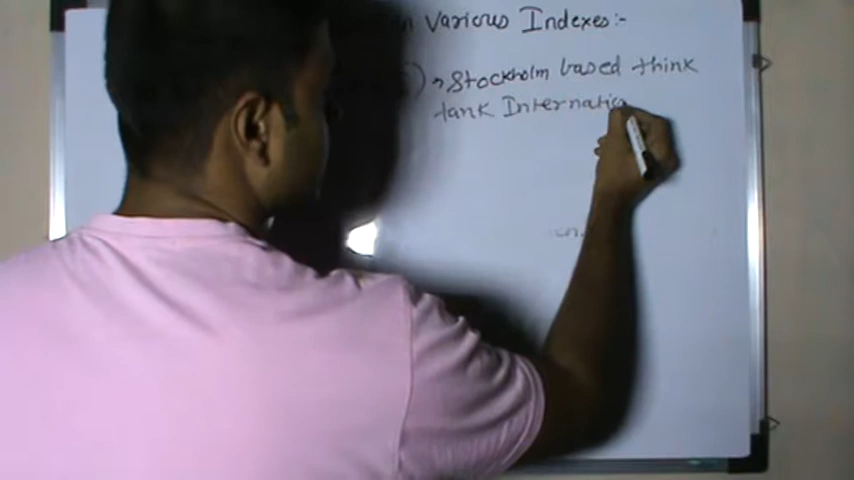 n Various Indexes:-
) → Stockholm based think
tank Internatio